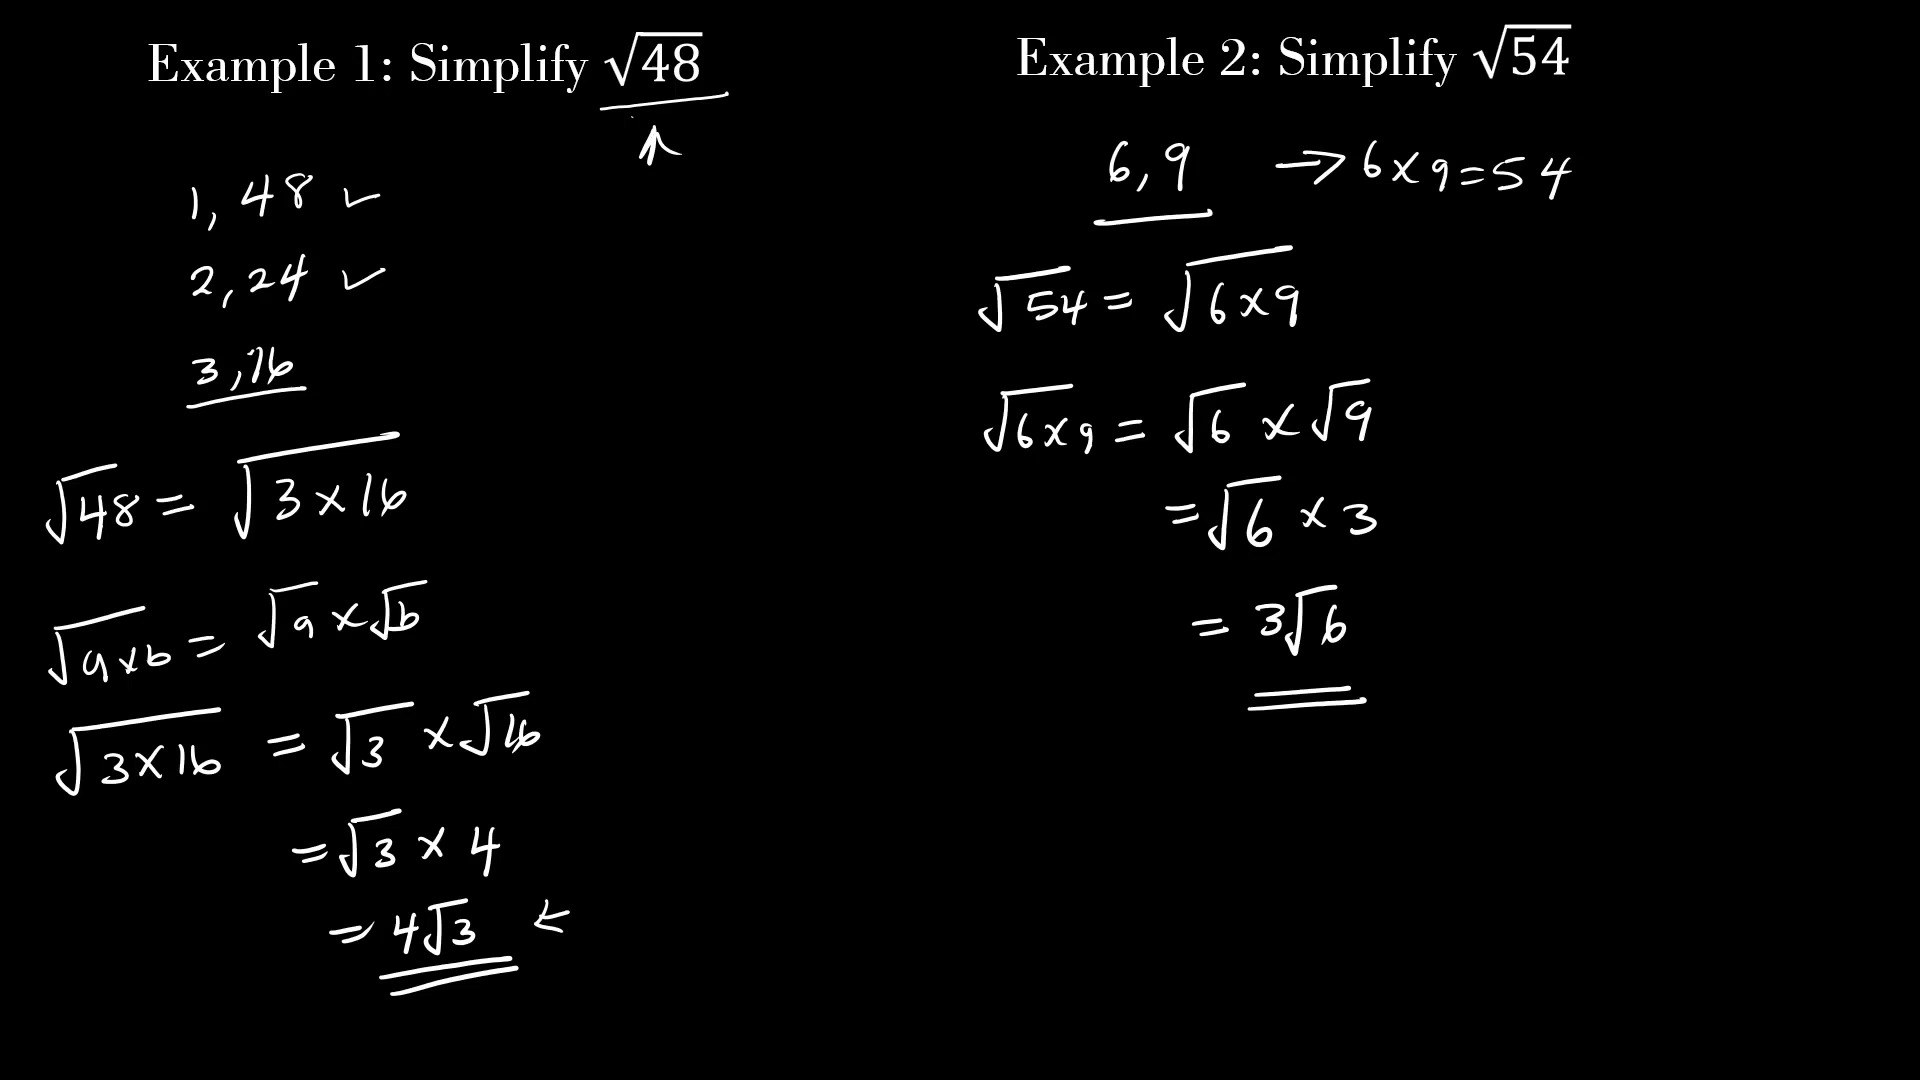 Example 1: Simplify √48
1, 48 ✓
2, 24 ✓
3, 16
√48 = √3 × 16
√a × b = √a × √b
√3 × 16 = √3 × √16
= √3 × 4
= 4√3 ←
Example 2: Simplify √54
6, 9 → 6 × 9 = 54
√54 = √6 × 9
√6 × 9 = √6 × √9
= √6 × 3
= 3√6